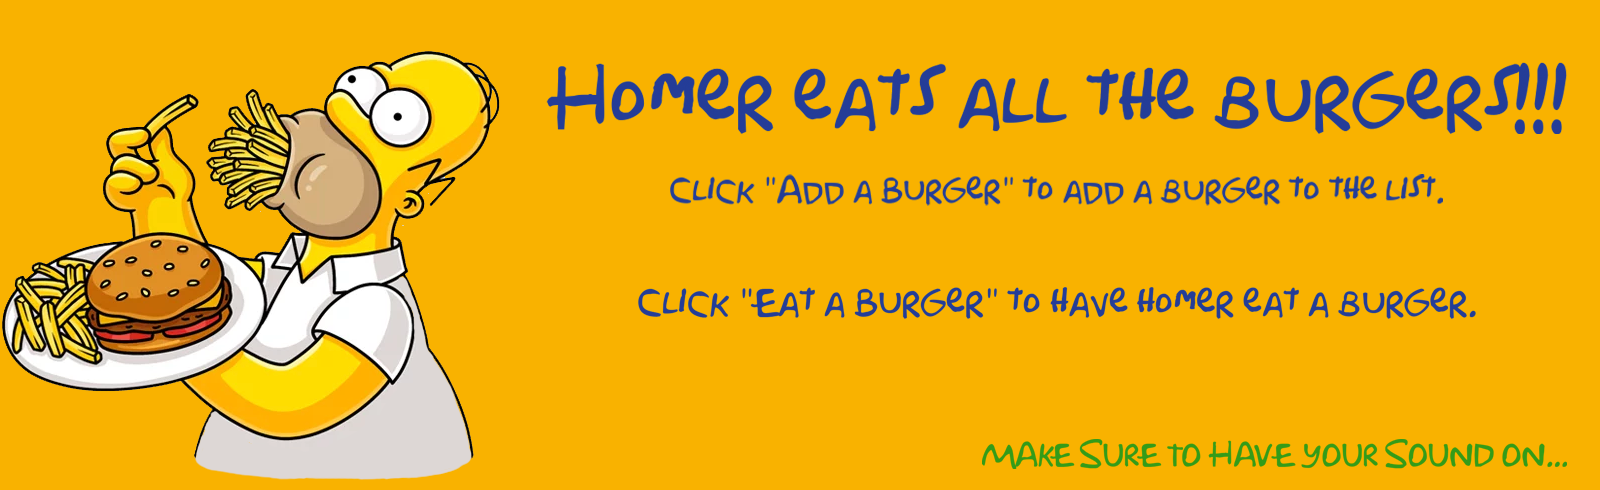 Homer eats all the burgers!!!
Click "Add a burger" to add a burger to the list.
Click "Eat a burger" to have Homer eat a burger.
Make Sure to Have your Sound on...